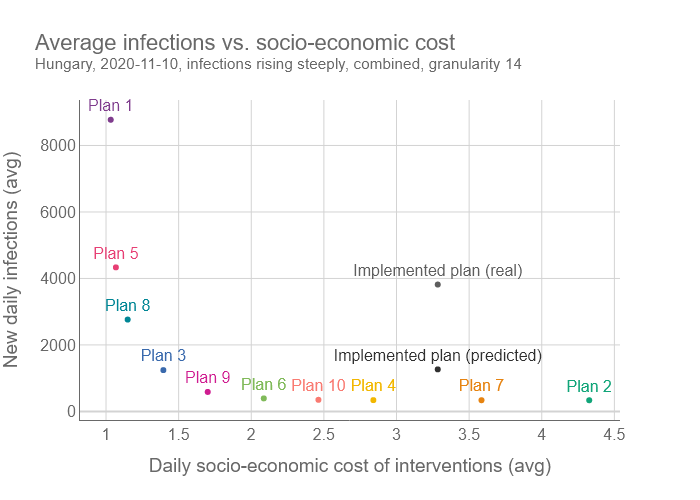 Average infections vs. socio-economic cost
Hungary, 2020-11-10, infections rising steeply, combined, granularity 14
Plan 1
8000
6000
Plan 5
Implemented plan (real)
4000
Plan 8
2000
Plan 3
Implemented plan (predicted)
Plan 9
Plan 6
Plan 10
Plan 4
Plan 7
Plan 2
0
New daily infections (avg)
1 1.5 2 2.5 3 3.5 4 4.5
Daily socio-economic cost of interventions (avg)